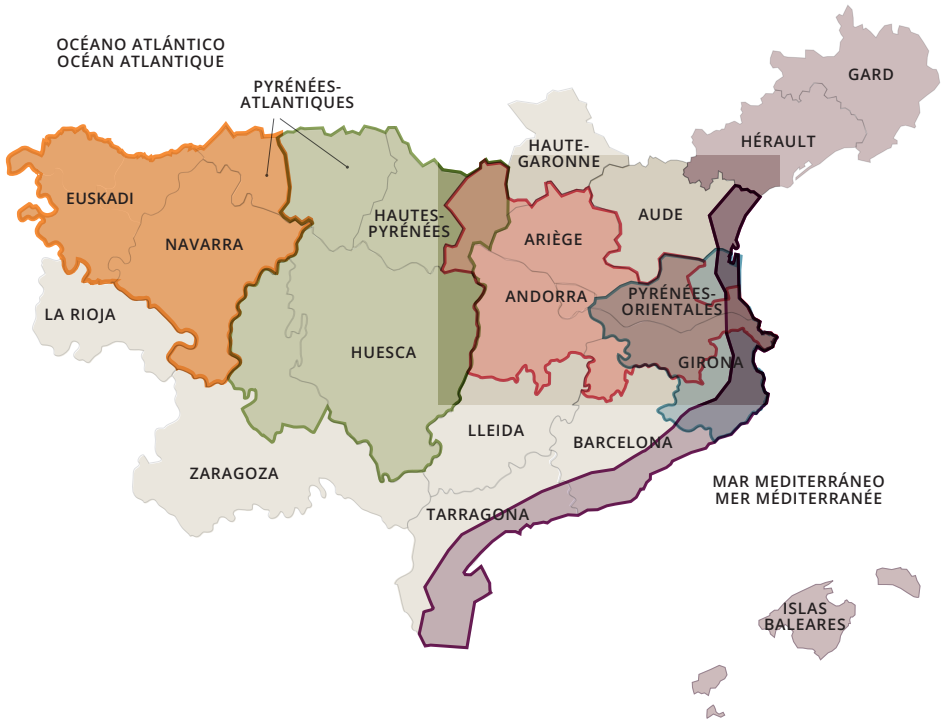 OCÉANO ATLÁNTICO
OCÉAN ATLANTIQUE
PYRÉNÉES-
ATLANTIQUES
GARD
HÉRAULT
HAUTE-
GARONNE
EUSKADI
NAVARRA
HAUTES-
PYRÉNÉES
AUDE
ARIÈGE
ANDORRA
PYRÉNÉES-
ORIENTALES
LA RIOJA
HUESCA
GIRONA
LLEIDA
BARCELONA
ZARAGOZA
TARRAGONA
MAR MEDITERRÁNEO
MER MÉDITERRANÉE
ISLAS
BALEARES